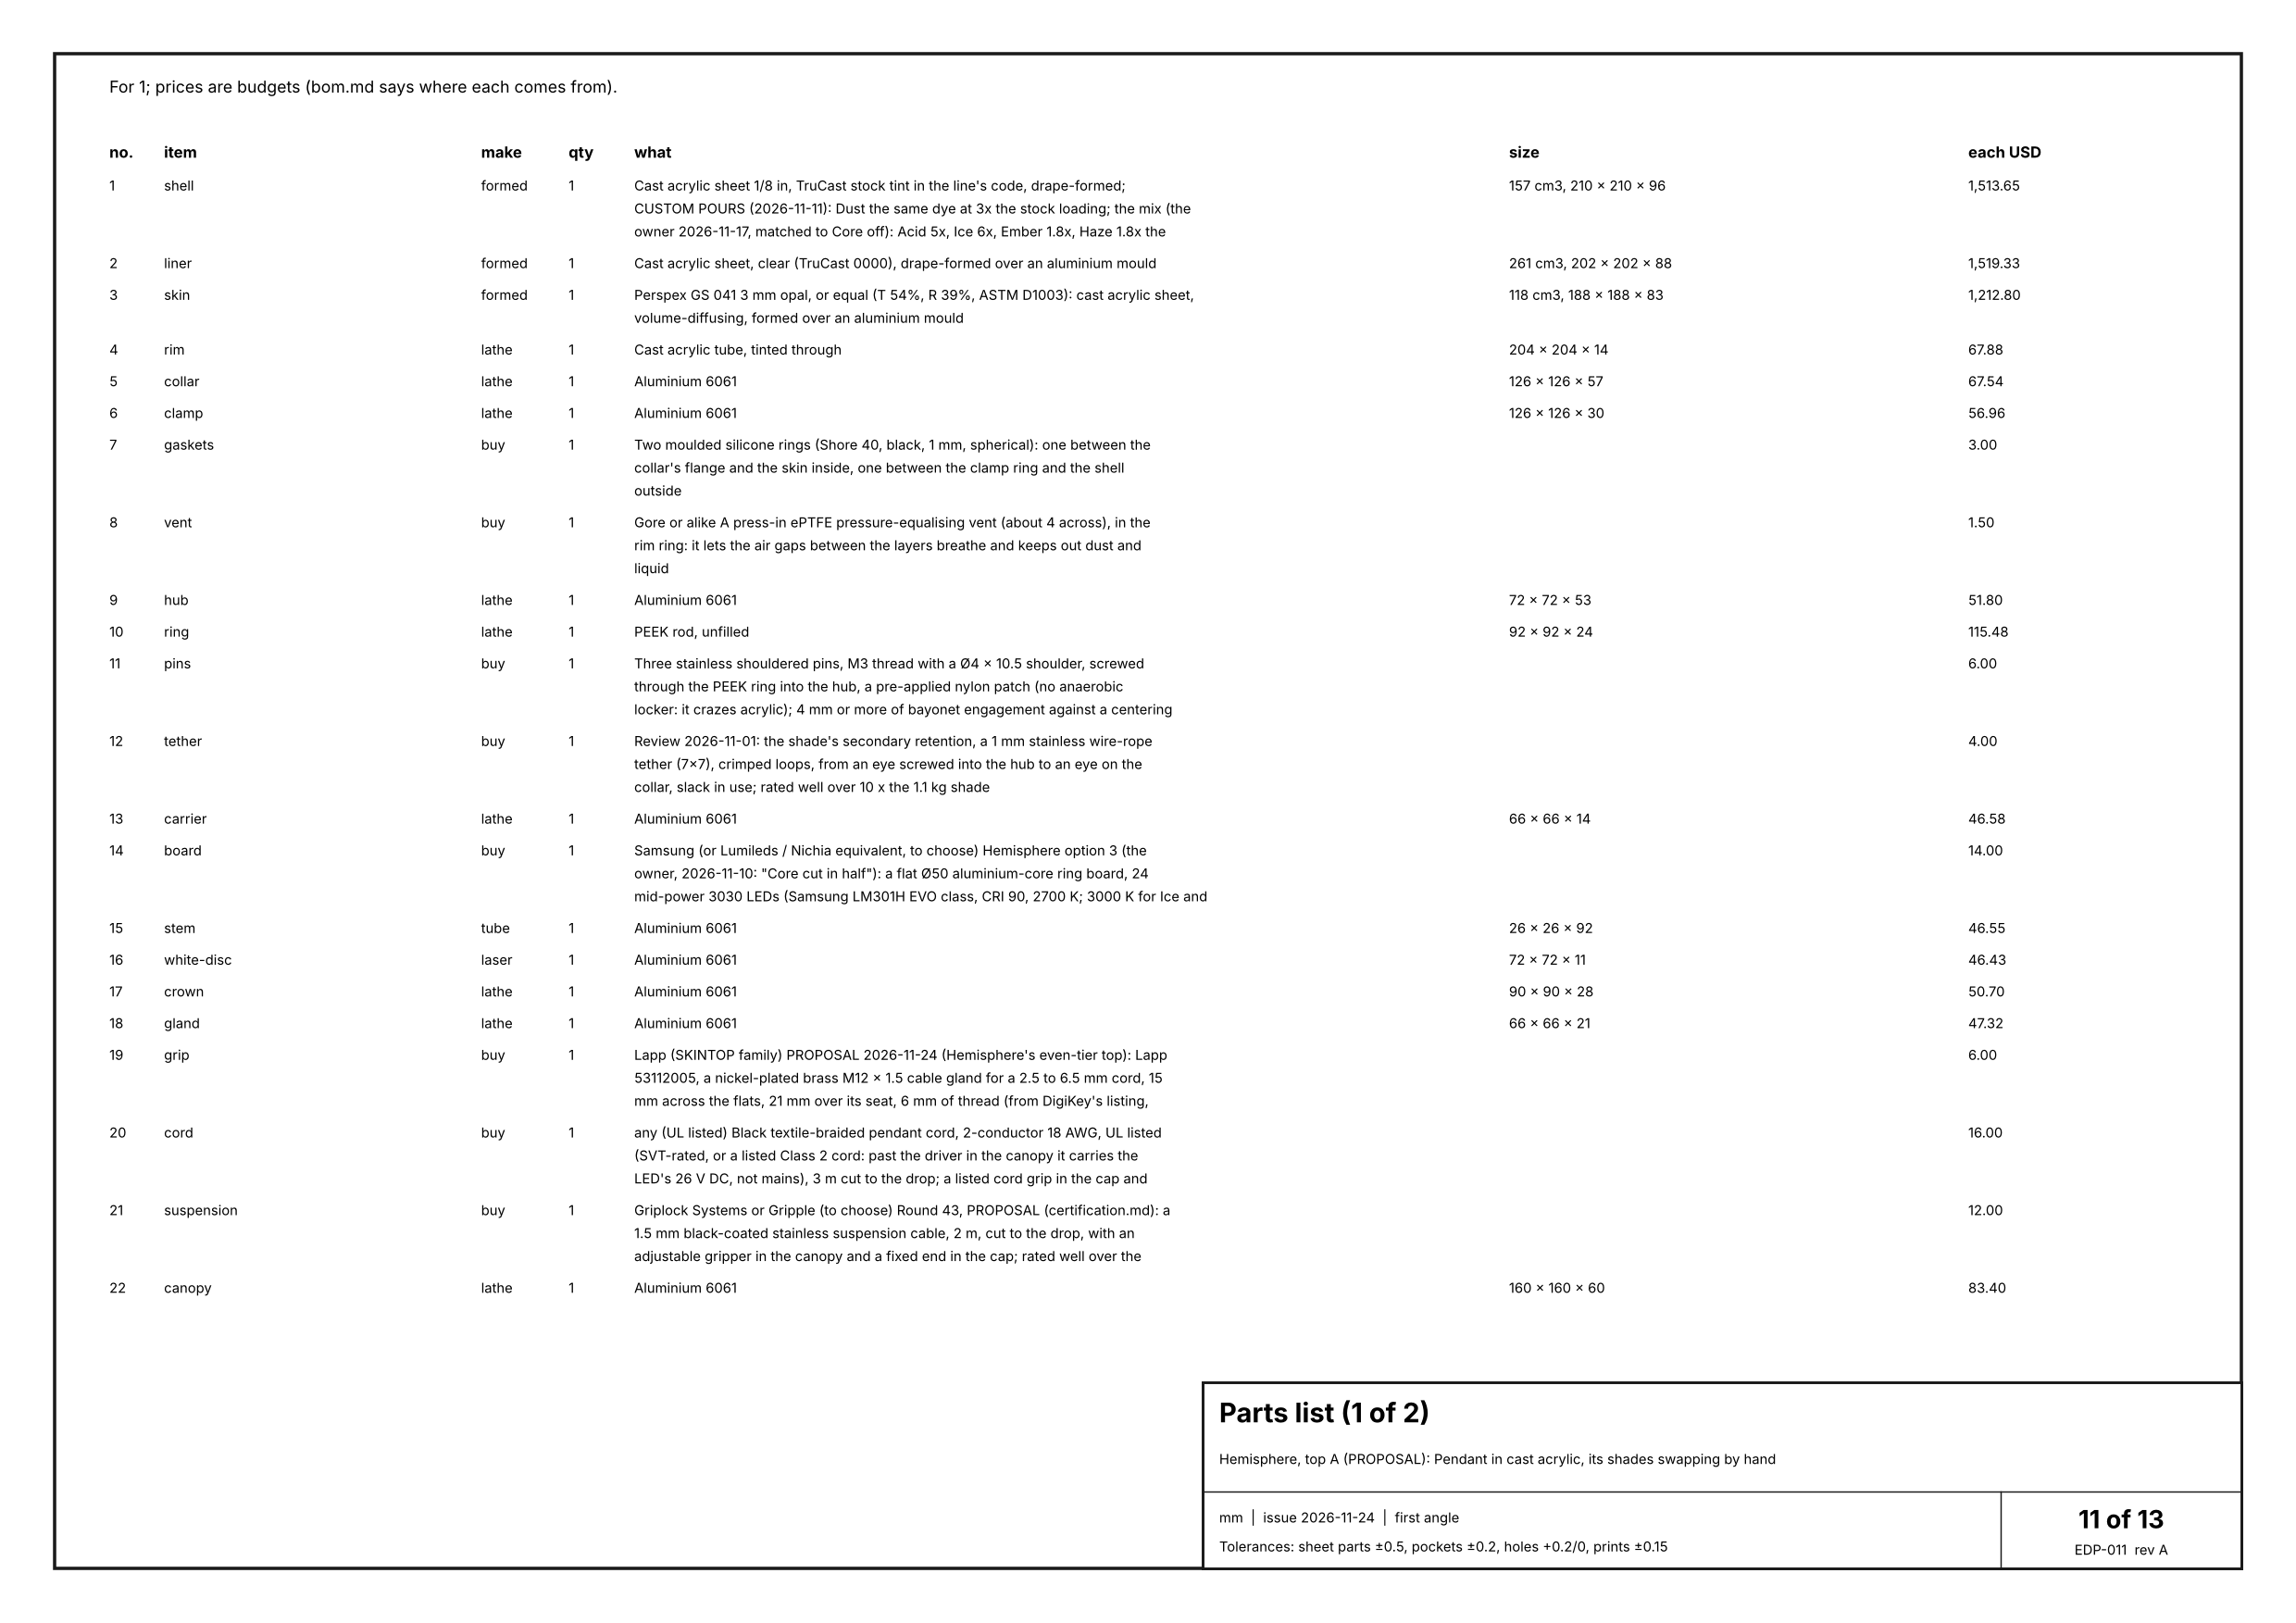 For 1; prices are budgets (bom.md says where each comes from).
no. item make qty what size each USD
1 shell formed 1 Cast acrylic sheet 1/8 in, TruCast stock tint in the line's code, drape-formed; 157 cm3, 210 × 210 × 96 1,513.65
CUSTOM POURS (2026-11-11): Dust the same dye at 3x the stock loading; the mix (the
owner 2026-11-17, matched to Core off): Acid 5x, Ice 6x, Ember 1.8x, Haze 1.8x the
2 liner formed 1 Cast acrylic sheet, clear (TruCast 0000), drape-formed over an aluminium mould 261 cm3, 202 × 202 × 88 1,519.33
3 skin formed 1 Perspex GS 041 3 mm opal, or equal (T 54%, R 39%, ASTM D1003): cast acrylic sheet, 118 cm3, 188 × 188 × 83 1,212.80
volume-diffusing, formed over an aluminium mould
4 rim lathe 1 Cast acrylic tube, tinted through 204 × 204 × 14 67.88
5 collar lathe 1 Aluminium 6061 126 × 126 × 57 67.54
6 clamp lathe 1 Aluminium 6061 126 × 126 × 30 56.96
7 gaskets buy 1 Two moulded silicone rings (Shore 40, black, 1 mm, spherical): one between the 3.00
collar's flange and the skin inside, one between the clamp ring and the shell
outside
8 vent buy 1 Gore or alike A press-in ePTFE pressure-equalising vent (about 4 across), in the 1.50
rim ring: it lets the air gaps between the layers breathe and keeps out dust and
liquid
9 hub lathe 1 Aluminium 6061 72 × 72 × 53 51.80
10 ring lathe 1 PEEK rod, unfilled 92 × 92 × 24 115.48
11 pins buy 1 Three stainless shouldered pins, M3 thread with a Ø4 × 10.5 shoulder, screwed 6.00
through the PEEK ring into the hub, a pre-applied nylon patch (no anaerobic
locker: it crazes acrylic); 4 mm or more of bayonet engagement against a centering
12 tether buy 1 Review 2026-11-01: the shade's secondary retention, a 1 mm stainless wire-rope 4.00
tether (7×7), crimped loops, from an eye screwed into the hub to an eye on the
collar, slack in use; rated well over 10 x the 1.1 kg shade
13 carrier lathe 1 Aluminium 6061 66 × 66 × 14 46.58
14 board buy 1 Samsung (or Lumileds / Nichia equivalent, to choose) Hemisphere option 3 (the 14.00
owner, 2026-11-10: "Core cut in half"): a flat Ø50 aluminium-core ring board, 24
mid-power 3030 LEDs (Samsung LM301H EVO class, CRI 90, 2700 K; 3000 K for Ice and
15 stem tube 1 Aluminium 6061 26 × 26 × 92 46.55
16 white-disc laser 1 Aluminium 6061 72 × 72 × 11 46.43
17 crown lathe 1 Aluminium 6061 90 × 90 × 28 50.70
18 gland lathe 1 Aluminium 6061 66 × 66 × 21 47.32
19 grip buy 1 Lapp (SKINTOP family) PROPOSAL 2026-11-24 (Hemisphere's even-tier top): Lapp 6.00
53112005, a nickel-plated brass M12 × 1.5 cable gland for a 2.5 to 6.5 mm cord, 15
mm across the flats, 21 mm over its seat, 6 mm of thread (from DigiKey's listing,
20 cord buy 1 any (UL listed) Black textile-braided pendant cord, 2-conductor 18 AWG, UL listed 16.00
(SVT-rated, or a listed Class 2 cord: past the driver in the canopy it carries the
LED's 26 V DC, not mains), 3 m cut to the drop; a listed cord grip in the cap and
21 suspension buy 1 Griplock Systems or Gripple (to choose) Round 43, PROPOSAL (certification.md): a 12.00
1.5 mm black-coated stainless suspension cable, 2 m, cut to the drop, with an
adjustable gripper in the canopy and a fixed end in the cap; rated well over the
22 canopy lathe 1 Aluminium 6061 160 × 160 × 60 83.40
Parts list (1 of 2)
Hemisphere, top A (PROPOSAL): Pendant in cast acrylic, its shades swapping by hand
mm | issue 2026-11-24 | first angle
Tolerances: sheet parts ±0.5, pockets ±0.2, holes +0.2/0, prints ±0.15
11 of 13
EDP-011 rev A